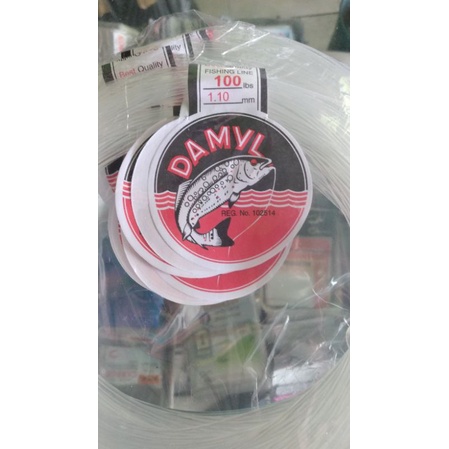 Best Quality
FISHING LINE
100 lbs
1.10 mm
DAMYL
REG. No. 102814